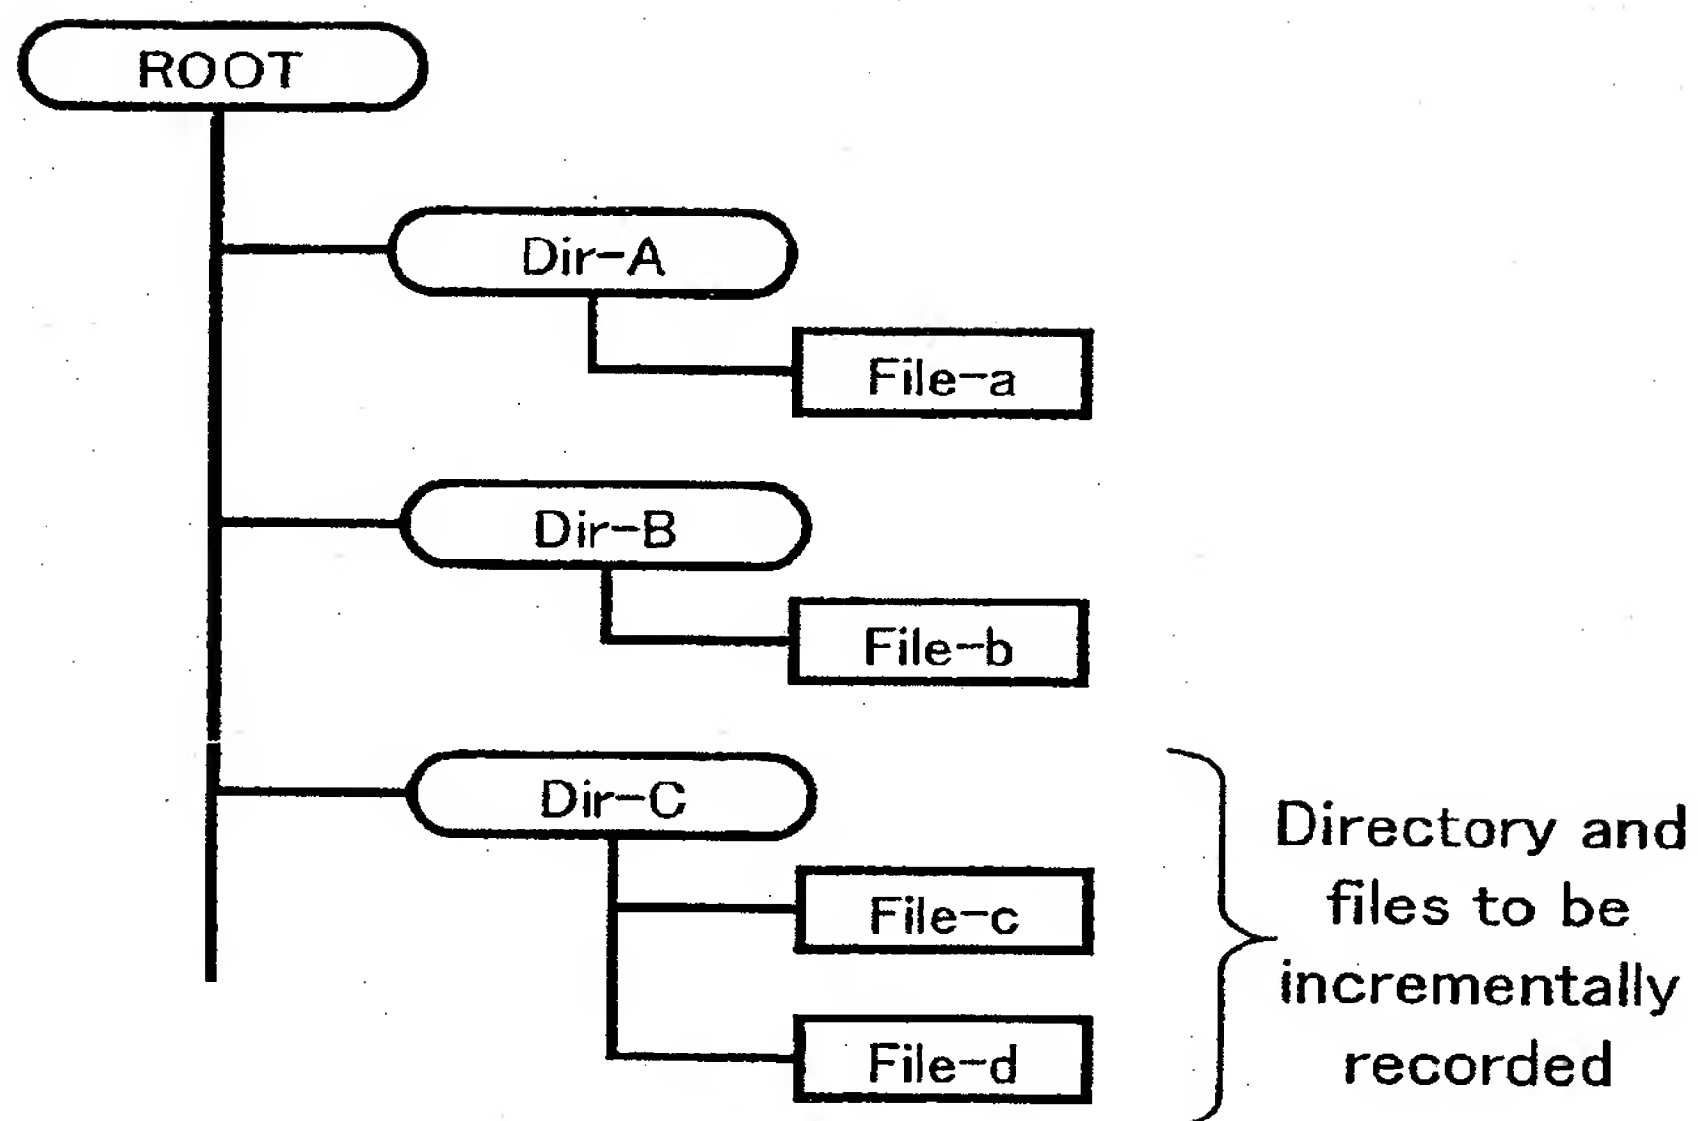 ROOT
Dir-A
File-a
Dir-B
File-b
Dir-C
File-c
File-d
Directory and
files to be
incrementally
recorded